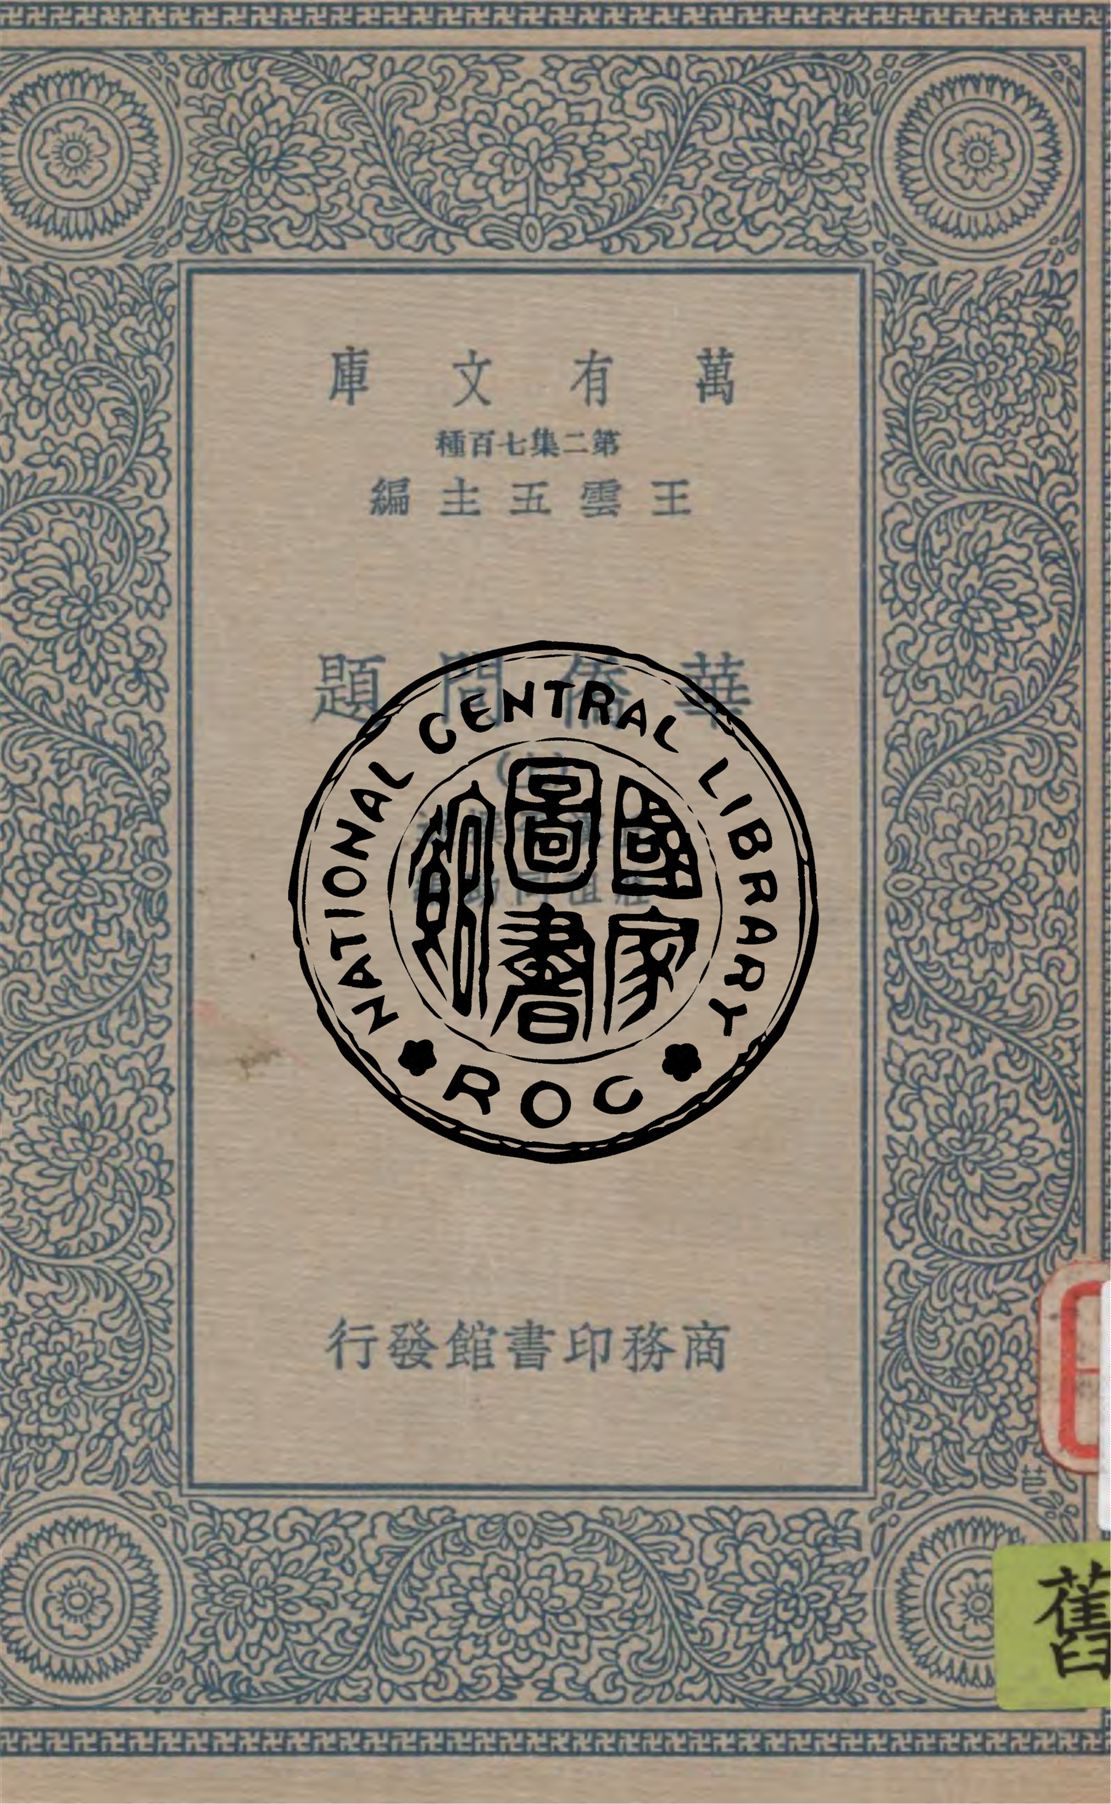 萬有文庫
第二集七百種
王雲五主編
華僑問題
商務印書館發行
NATIONAL CENTRAL LIBRARY
國家圖書館
ROC
舊